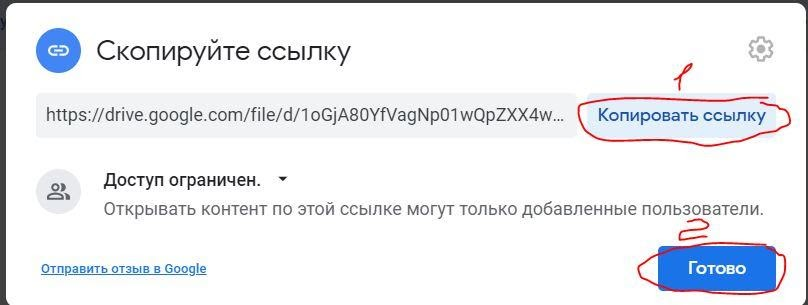 Скопируйте ссылку
1
https://drive.google.com/file/d/1oGjA80YfVagNp01wQpZXX4w... Копировать ссылку
Доступ ограничен.
Открывать контент по этой ссылке могут только добавленные пользователи.
2
Отправить отзыв в Google Готово